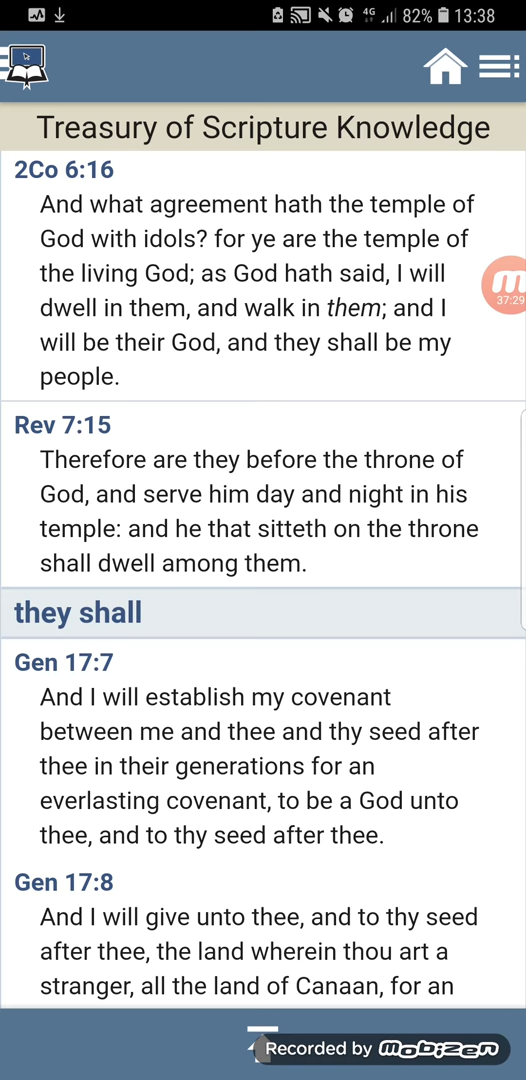 4G 82% 13:38
Treasury of Scripture Knowledge
2Co 6:16
And what agreement hath the temple of
God with idols? for ye are the temple of
the living God; as God hath said, I will
dwell in them, and walk in them; and I
will be their God, and they shall be my
people.
m
37:29
Rev 7:15
Therefore are they before the throne of
God, and serve him day and night in his
temple: and he that sitteth on the throne
shall dwell among them.
they shall
Gen 17:7
And I will establish my covenant
between me and thee and thy seed after
thee in their generations for an
everlasting covenant, to be a God unto
thee, and to thy seed after thee.
Gen 17:8
And I will give unto thee, and to thy seed
after thee, the land wherein thou art a
stranger, all the land of Canaan, for an
Recorded by mobizen